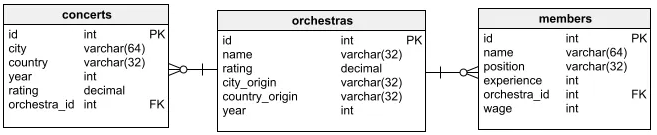 concerts
id int PK
city varchar(64)
country varchar(32)
year int
rating decimal
orchestra_id int FK
orchestras
id int PK
name varchar(32)
rating decimal
city_origin varchar(32)
country_origin varchar(32)
year int
members
id int PK
name varchar(64)
position varchar(32)
experience int
orchestra_id int FK
wage int